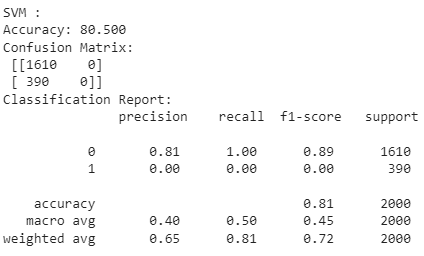 SVM :
Accuracy: 80.500
Confusion Matrix:
[[1610    0]
[ 390    0]]
Classification Report:
precision    recall  f1-score   support
0       0.81      1.00      0.89      1610
1       0.00      0.00      0.00       390
accuracy                           0.81      2000
macro avg       0.40      0.50      0.45      2000
weighted avg       0.65      0.81      0.72      2000